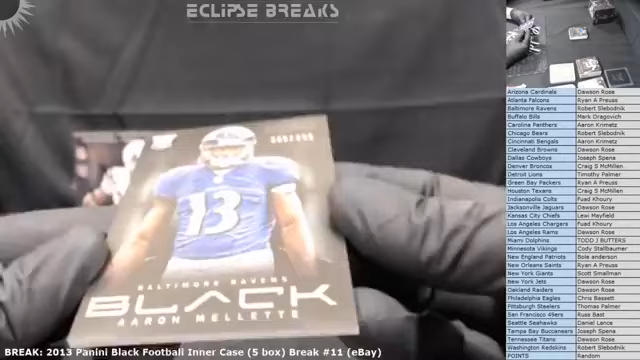 ECLIPSE BREAKS
13
BALTIMORE RAVENS
BLACK
AARON MELLETTE
BREAK: 2013 Panini Black Football Inner Case (5 box) Break #11 (eBay)
Arizona Cardinals Dawson Rose
Atlanta Falcons Ryan A Preuss
Baltimore Ravens Robert Slebodnik
Buffalo Bills Mark Dragovich
Carolina Panthers Aaron Krimetz
Chicago Bears Robert Slebodnik
Cincinnati Bengals Aaron Krimetz
Cleveland Browns Dawson Rose
Dallas Cowboys Joseph Spena
Denver Broncos Craig S McMillen
Detroit Lions Timothy Palmer
Green Bay Packers Ryan A Preuss
Houston Texans Craig S McMillen
Indianapolis Colts Fuad Khoury
Jacksonville Jaguars Dawson Rose
Kansas City Chiefs Lewi Mayfield
Los Angeles Chargers Fuad Khoury
Los Angeles Rams Dawson Rose
Miami Dolphins TODD J BUTTERS
Minnesota Vikings Cody Stallbaumer
New England Patriots Bole anderson
New Orleans Saints Ryan A Preuss
New York Giants Scott Smallman
New York Jets Dawson Rose
Oakland Raiders Dawson Rose
Philadelphia Eagles Chris Bassett
Pittsburgh Steelers Thomas Palmer
San Francisco 49ers Russ Bast
Seattle Seahawks Daniel Lance
Tampa Bay Buccaneers Joseph Spena
Tennessee Titans Dawson Rose
Washington Redskins Robert Slebodnik
POINTS Random